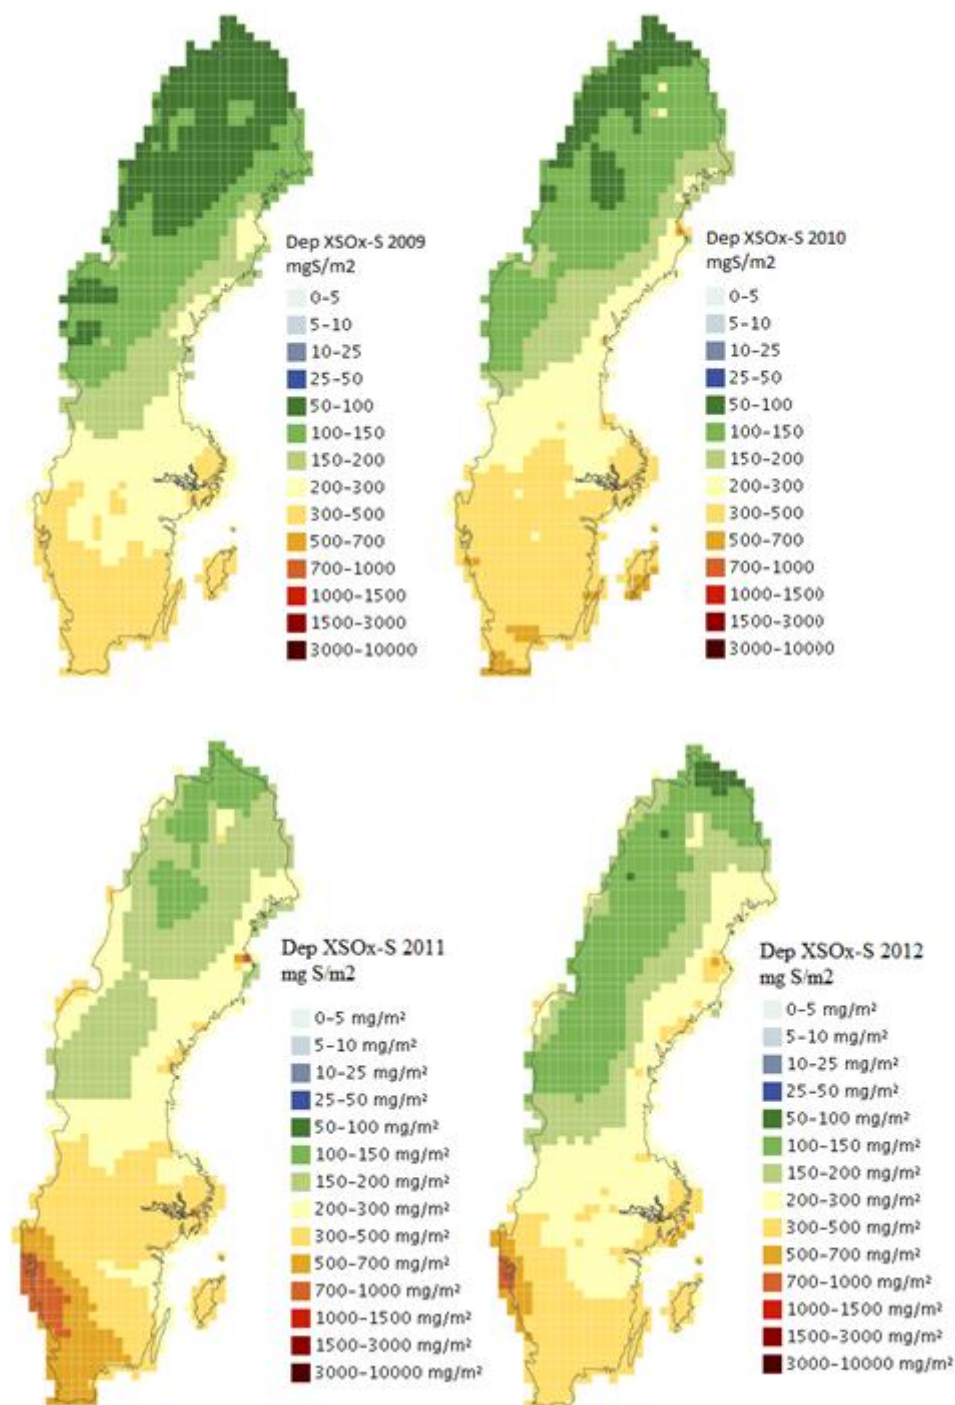 Dep XSOx-S 2009
mgS/m2
0-5
5-10
10-25
25-50
50-100
100-150
150-200
200-300
300-500
500-700
700-1000
1000-1500
1500-3000
3000-10000
Dep XSOx-S 2010
mgS/m2
0-5
5-10
10-25
25-50
50-100
100-150
150-200
200-300
300-500
500-700
700-1000
1000-1500
1500-3000
3000-10000
Dep XSOx-S 2011
mg S/m2
0-5 mg/m²
5-10 mg/m²
10-25 mg/m²
25-50 mg/m²
50-100 mg/m²
100-150 mg/m²
150-200 mg/m²
200-300 mg/m²
300-500 mg/m²
500-700 mg/m²
700-1000 mg/m²
1000-1500 mg/m²
1500-3000 mg/m²
3000-10000 mg/m²
Dep XSOx-S 2012
mg S/m2
0-5 mg/m²
5-10 mg/m²
10-25 mg/m²
25-50 mg/m²
50-100 mg/m²
100-150 mg/m²
150-200 mg/m²
200-300 mg/m²
300-500 mg/m²
500-700 mg/m²
700-1000 mg/m²
1000-1500 mg/m²
1500-3000 mg/m²
3000-10000 mg/m²